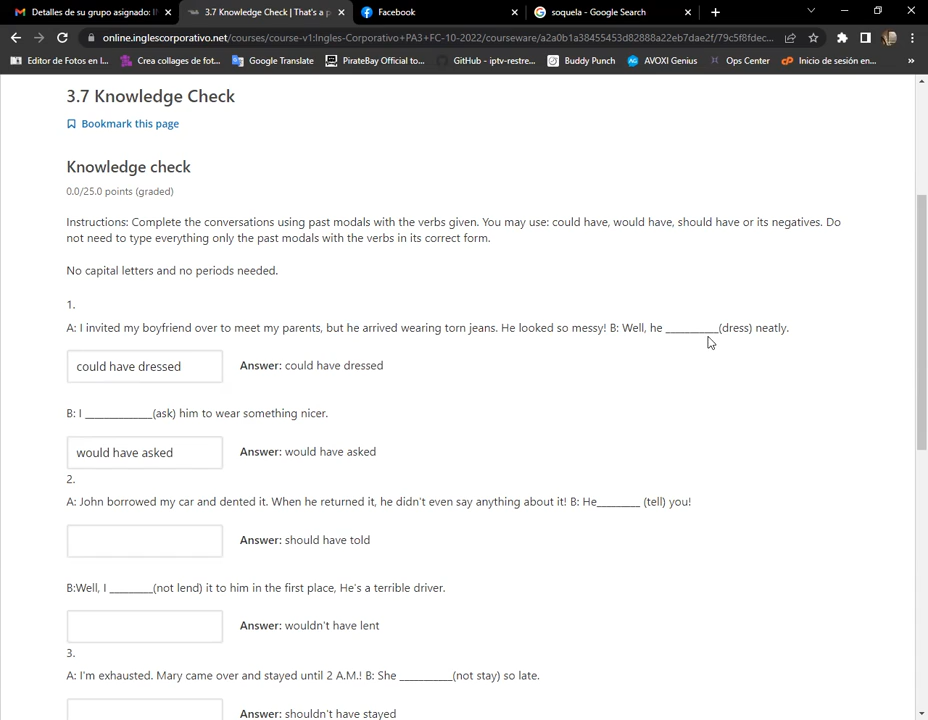 Detalles de su grupo asignado: I
3.7 Knowledge Check | That's a p
Facebook
soquela - Google Search
online.inglescorporativo.net/courses/course-v1:Ingles-Corporativo+PA3+FC-10-2022/courseware/a2a0b1a38455453d82888a22eb7dae2f/79c5f8fdec...
Editor de Fotos en l...
Crea collages de fot...
Google Translate
PirateBay Official to...
GitHub - iptv-restre...
Buddy Punch
AVOXI Genius
Ops Center
Inicio de sesión en...
3.7 Knowledge Check
Bookmark this page
Knowledge check
0.0/25.0 points (graded)
Instructions: Complete the conversations using past modals with the verbs given. You may use: could have, would have, should have or its negatives. Do
not need to type everything only the past modals with the verbs in its correct form.
No capital letters and no periods needed.
1.
A: I invited my boyfriend over to meet my parents, but he arrived wearing torn jeans. He looked so messy! B: Well, he __________(dress) neatly.
could have dressed
Answer: could have dressed
B: I _____________(ask) him to wear something nicer.
would have asked
Answer: would have asked
2.
A: John borrowed my car and dented it. When he returned it, he didn't even say anything about it! B: He________ (tell) you!
Answer: should have told
B:Well, I ________(not lend) it to him in the first place, He's a terrible driver.
Answer: wouldn't have lent
3.
A: I'm exhausted. Mary came over and stayed until 2 A.M.! B: She __________(not stay) so late.
Answer: shouldn't have stayed